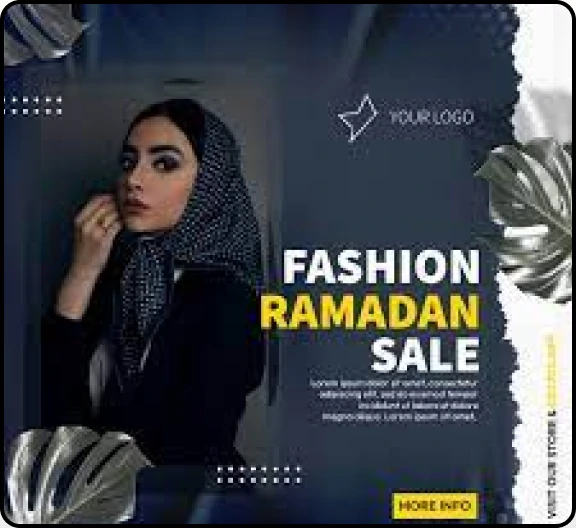 YOUR LOGO
FASHION
RAMADAN
SALE
Lorem ipsum dolor sit amet, consectetur
adipiscing elit, sed do eiusmod tempor
incididunt ut labore et dolore
magna aliqua. Lorem ipsum sit amet,
MORE INFO
VISIT OUR STORE &